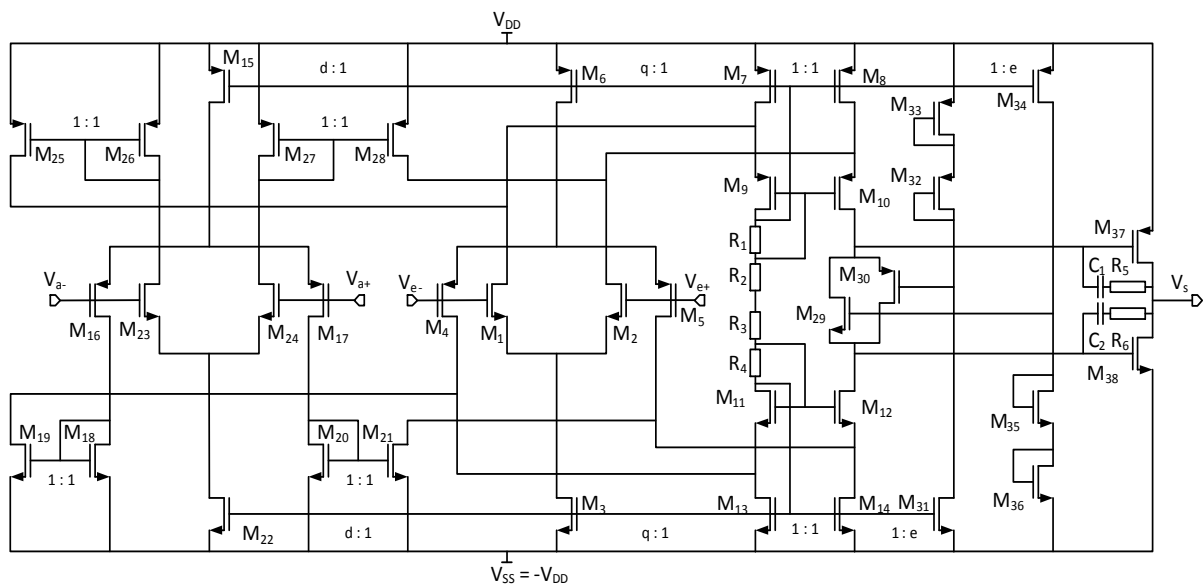 V_DD
M_15
d : 1
M_6
q : 1
M_7
1 : 1
M_8
1 : e
M_34
M_33
M_25
1 : 1
M_26
M_27
1 : 1
M_28
M_9
M_10
M_32
M_37
R_1
V_a-
V_a+
V_e-
V_e+
R_2
M_30
C_1
R_5
V_s
M_16
M_23
M_24
M_17
M_4
M_1
M_2
M_5
R_3
M_29
C_2
R_6
R_4
M_38
M_11
M_12
M_35
M_19
M_18
1 : 1
M_20
M_21
1 : 1
M_36
M_22
d : 1
M_3
q : 1
M_13
1 : 1
M_14
M_31
1 : e
V_SS = -V_DD